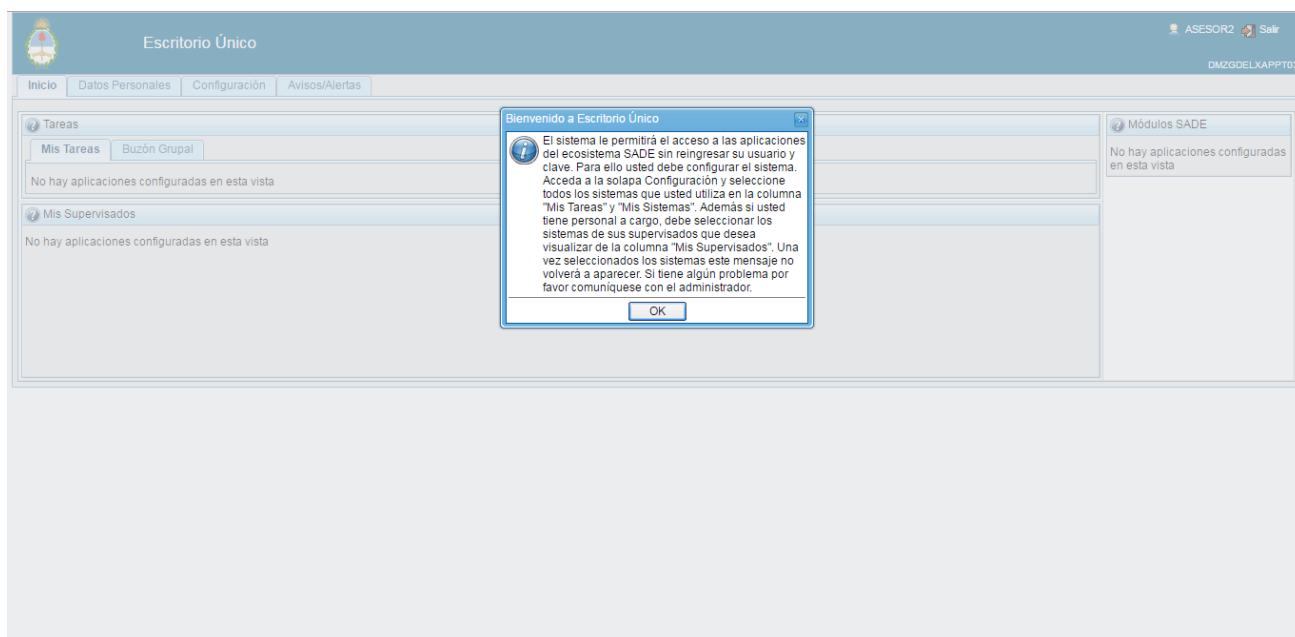 Escritorio Único
ASESOR2 Salir
DMZGDELXAPPT03
Inicio Datos Personales Configuración Avisos/Alertas
Tareas
Mis Tareas Buzón Grupal
No hay aplicaciones configuradas en esta vista
Mis Supervisados
No hay aplicaciones configuradas en esta vista
Bienvenido a Escritorio Único
El sistema le permitirá el acceso a las aplicaciones
del ecosistema SADE sin reingresar su usuario y
clave. Para ello usted debe configurar el sistema.
Acceda a la solapa Configuración y seleccione
todos los sistemas que usted utiliza en la columna
"Mis Tareas" y "Mis Sistemas". Además si usted
tiene personal a cargo, debe seleccionar los
sistemas de sus supervisados que desea
visualizar de la columna "Mis Supervisados". Una
vez seleccionados los sistemas este mensaje no
volverá a aparecer. Si tiene algún problema por
favor comuníquese con el administrador.
OK
Módulos SADE
No hay aplicaciones configuradas
en esta vista